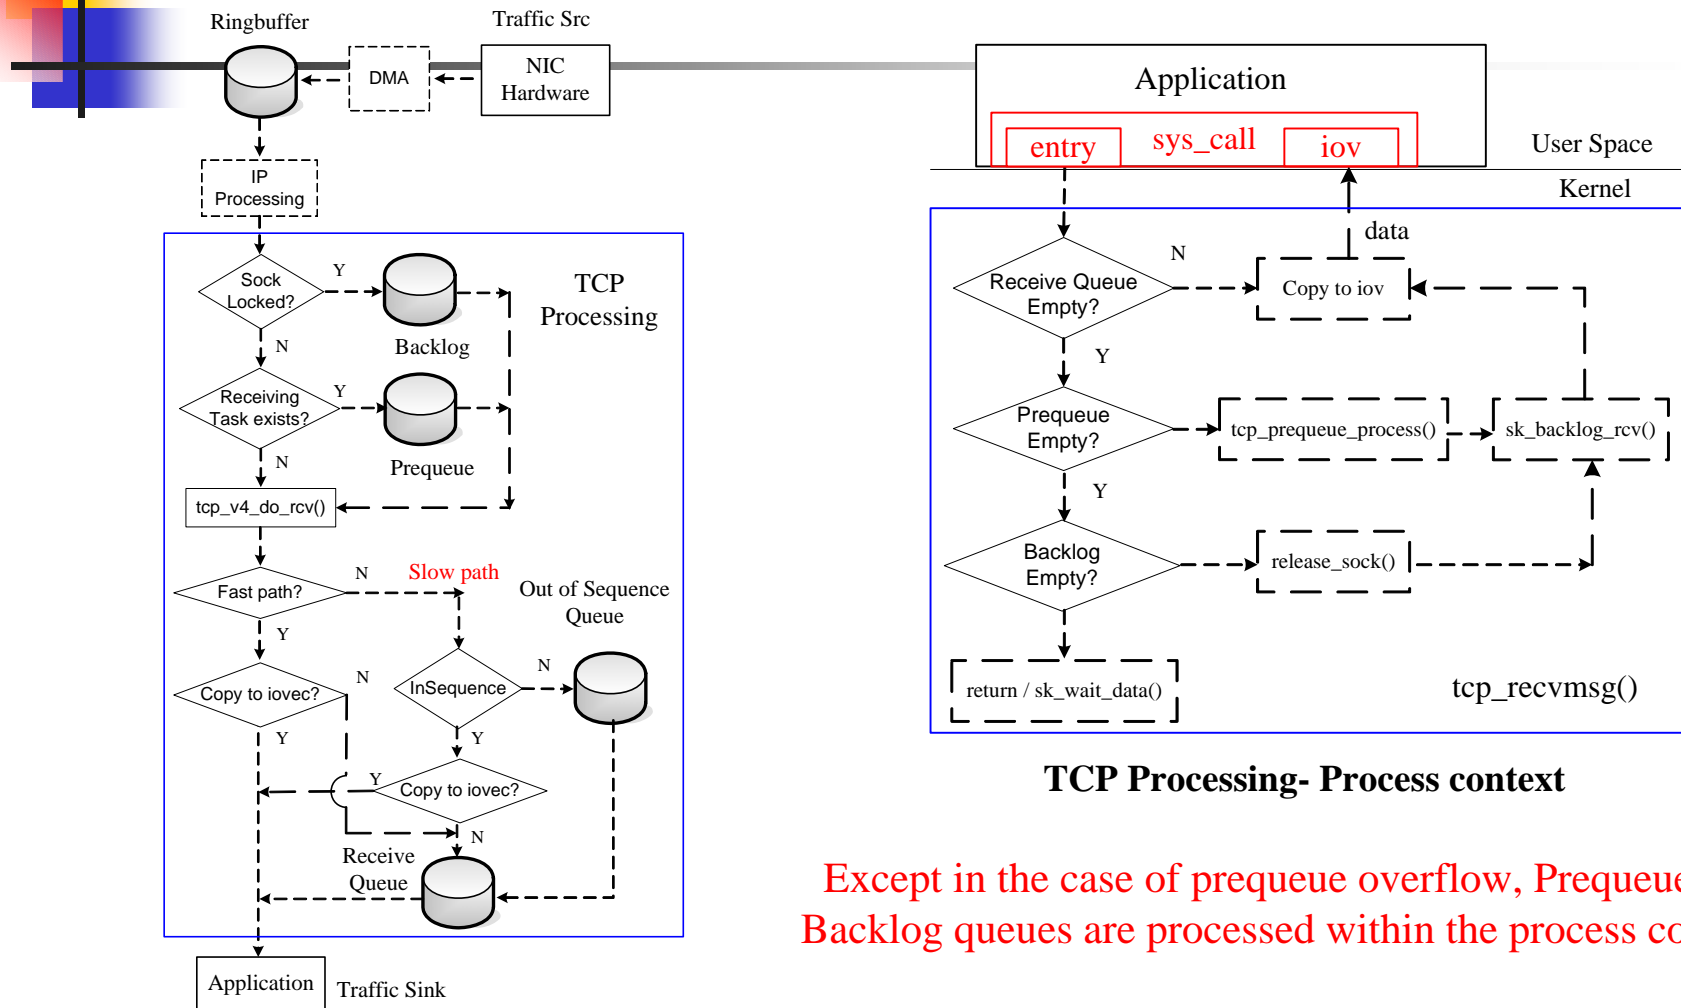 Ringbuffer
Traffic Src
DMA
NIC
Hardware
IP
Processing
Sock
Locked?
Y
N
Backlog
TCP
Processing
Receiving
Task exists?
Y
N
Prequeue
tcp_v4_do_rcv()
Fast path?
N
Y
Slow path
Out of Sequence
Queue
Copy to iovec?
N
Y
InSequence
N
Y
Copy to iovec?
Y
N
Receive
Queue
Application
Traffic Sink
Application
entry
sys_call
iov
User Space
Kernel
data
Receive Queue
Empty?
N
Y
Copy to iov
Prequeue
Empty?
Y
tcp_prequeue_process()
sk_backlog_rcv()
Backlog
Empty?
release_sock()
return / sk_wait_data()
tcp_recvmsg()
TCP Processing- Process context
Except in the case of prequeue overflow, Prequeue
Backlog queues are processed within the process co